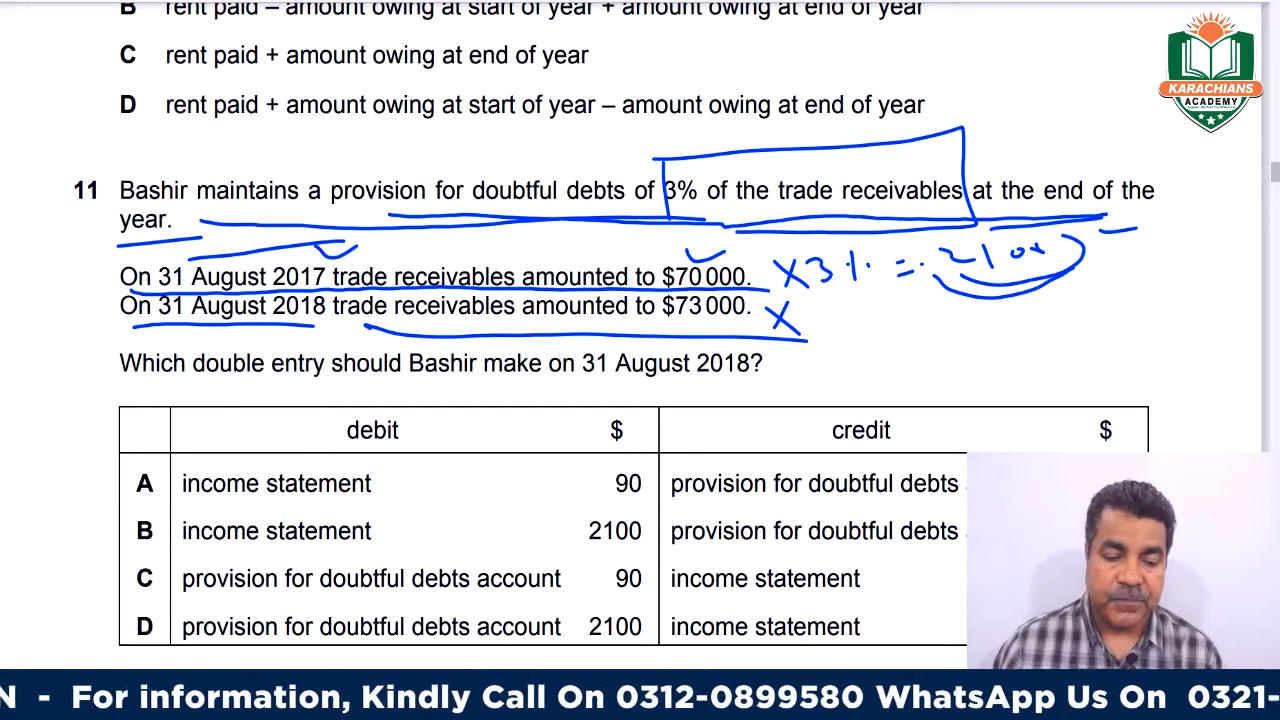 B rent paid – amount owing at start of year + amount owing at end of year
C rent paid + amount owing at end of year
D rent paid + amount owing at start of year – amount owing at end of year
KARACHIANS
ACADEMY
11 Bashir maintains a provision for doubtful debts of 3% of the trade receivables at the end of the
year.
On 31 August 2017 trade receivables amounted to $70 000. X 3 % = 2100
On 31 August 2018 trade receivables amounted to $73 000. X
Which double entry should Bashir make on 31 August 2018?
debit $ credit $
A income statement 90 provision for doubtful debts
B income statement 2100 provision for doubtful debts
C provision for doubtful debts account 90 income statement
D provision for doubtful debts account 2100 income statement
N - For information, Kindly Call On 0312-0899580 WhatsApp Us On 0321-